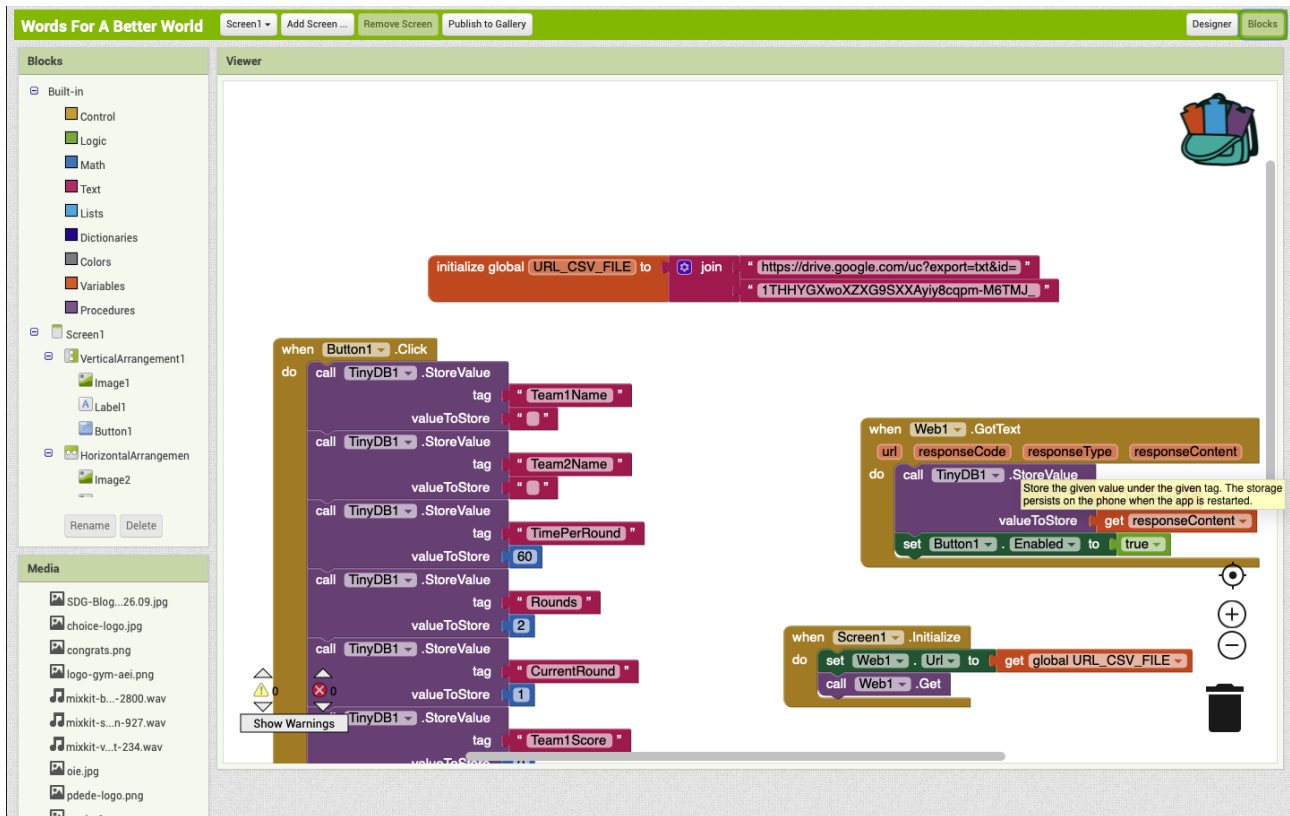 Words For A Better World
Screen1 Add Screen ... Remove Screen Publish to Gallery Designer Blocks
Blocks
Built-in
Control
Logic
Math
Text
Lists
Dictionaries
Colors
Variables
Procedures
Screen1
VerticalArrangement1
Image1
Label1
Button1
HorizontalArrangemen
Image2
Rename Delete
Media
SDG-Blog...26.09.jpg
choice-logo.jpg
congrats.png
logo-gym-aei.png
mixkit-b...-2800.wav
mixkit-s...n-927.wav
mixkit-v...t-234.wav
oie.jpg
pdede-logo.png
Viewer
initialize global URL_CSV_FILE to join " https://drive.google.com/uc?export=txt&id= "
" 1THHYGXwoXZXG9SXXAyiy8cqpm-M6TMJ_ "
when Button1 .Click
do call TinyDB1 .StoreValue
tag " Team1Name "
valueToStore " "
call TinyDB1 .StoreValue
tag " Team2Name "
valueToStore " "
call TinyDB1 .StoreValue
tag " TimePerRound "
valueToStore 60
call TinyDB1 .StoreValue
tag " Rounds "
valueToStore 2
call TinyDB1 .StoreValue
tag " CurrentRound "
valueToStore 1
TinyDB1 .StoreValue
tag " Team1Score "
0 0
Show Warnings
when Web1 .GotText
url responseCode responseType responseContent
do call TinyDB1 .StoreValue
Store the given value under the given tag. The storage
persists on the phone when the app is restarted.
valueToStore get responseContent
set Button1 . Enabled to true
when Screen1 .Initialize
do set Web1 . Url to get global URL_CSV_FILE
call Web1 .Get